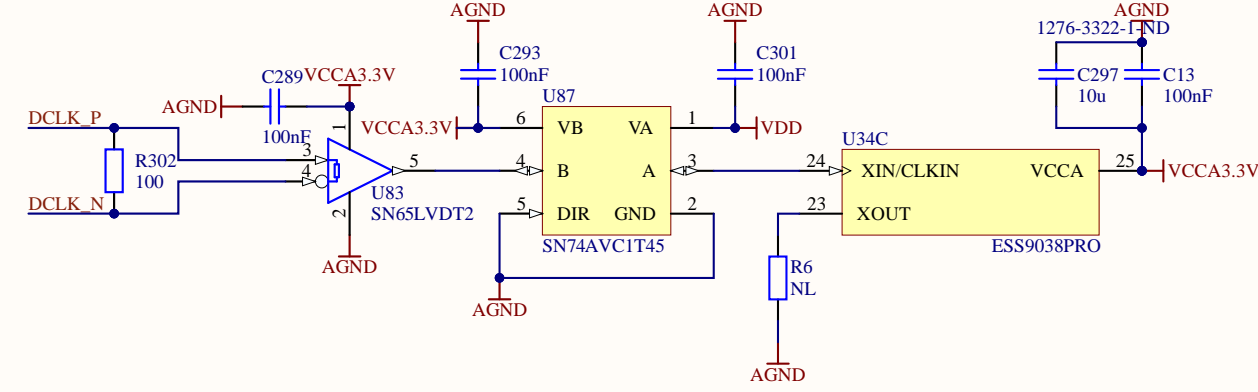 AGND
AGND
AGND
1276-3322-1-ND
C293
100nF
C301
100nF
C297
10u
C13
100nF
C289
VCCA3.3V
AGND
100nF
U87
DCLK_P
1
VCCA3.3V
6
VB
VA
1
VDD
U34C
R302
100
3
4
5
4
B
A
3
24
XIN/CLKIN
VCCA
25
VCCA3.3V
U83
SN65LVDT2
DCLK_N
2
5
DIR
GND
2
23
XOUT
SN74AVC1T45
ESS9038PRO
AGND
R6
NL
AGND
AGND